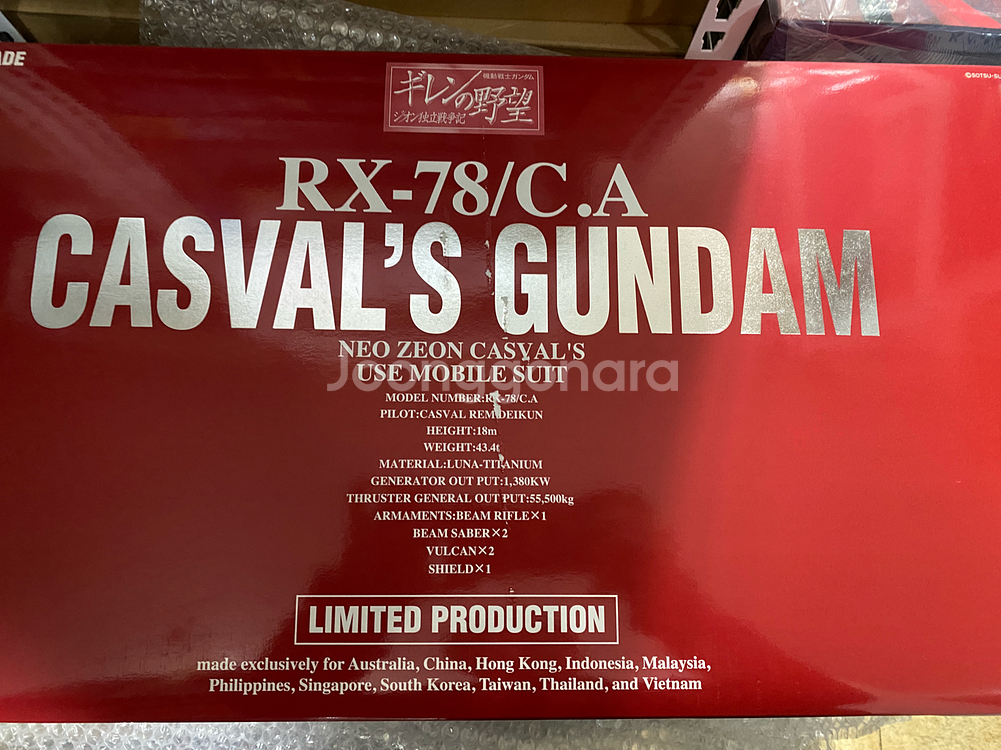 ADE
機動戦士ガンダム
ギレンの野望
ジオン独立戦争記
©SOTSU-SU
RX-78/C.A
CASVAL'S GUNDAM
NEO ZEON CASVAL'S
USE MOBILE SUIT
Joonggonara
MODEL NUMBER:RX-78/C.A
PILOT:CASVAL REM DEIKUN
HEIGHT:18m
WEIGHT:43.4t
MATERIAL:LUNA-TITANIUM
GENERATOR OUT PUT:1,380KW
THRUSTER GENERAL OUT PUT:55,500kg
ARMAMENTS:BEAM RIFLE×1
BEAM SABER×2
VULCAN×2
SHIELD×1
LIMITED PRODUCTION
made exclusively for Australia, China, Hong Kong, Indonesia, Malaysia,
Philippines, Singapore, South Korea, Taiwan, Thailand, and Vietnam